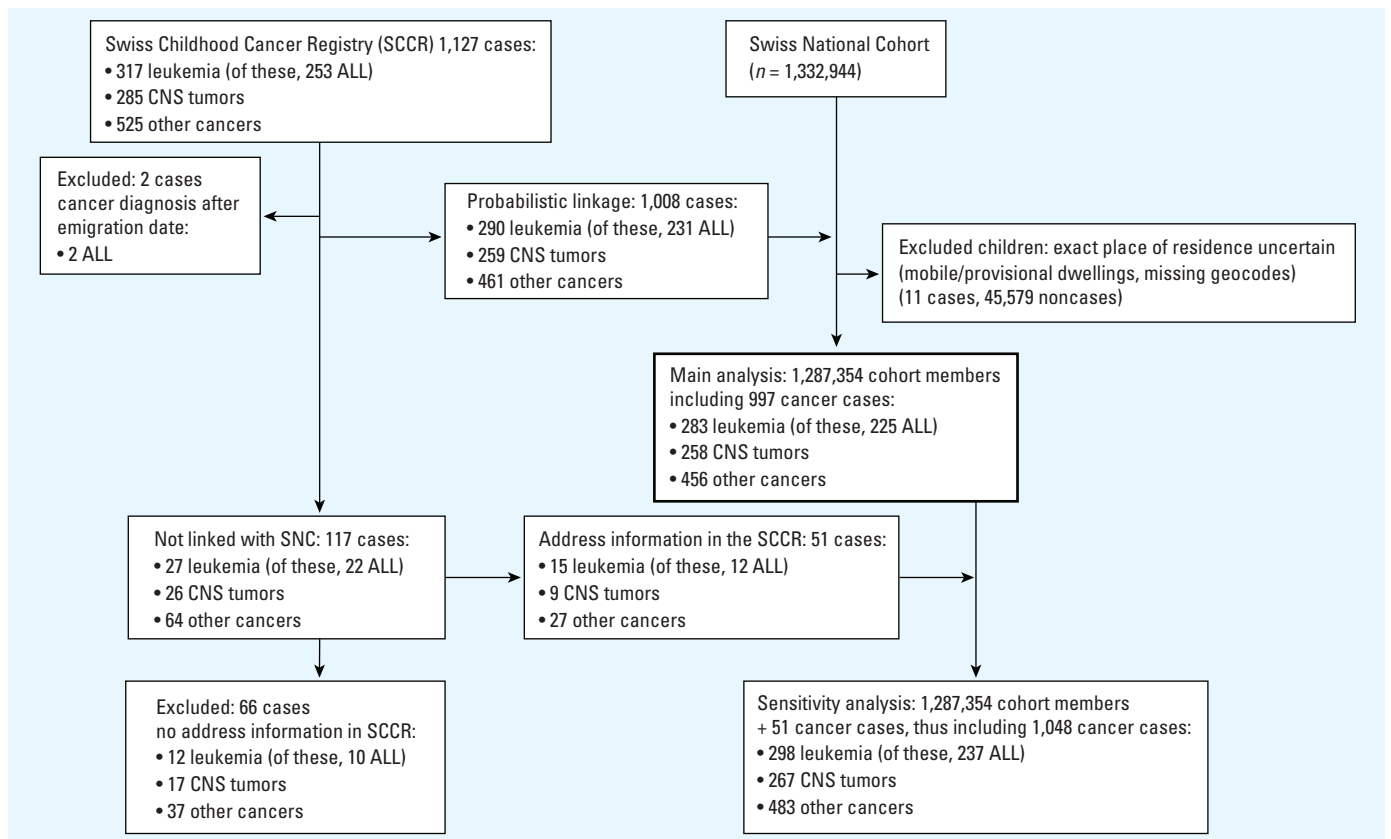 Swiss Childhood Cancer Registry (SCCR) 1,127 cases:
• 317 leukemia (of these, 253 ALL)
• 285 CNS tumors
• 525 other cancers
Swiss National Cohort
(n = 1,332,944)
Excluded: 2 cases
cancer diagnosis after
emigration date:
• 2 ALL
Probabilistic linkage: 1,008 cases:
• 290 leukemia (of these, 231 ALL)
• 259 CNS tumors
• 461 other cancers
Excluded children: exact place of residence uncertain
(mobile/provisional dwellings, missing geocodes)
(11 cases, 45,579 noncases)
Main analysis: 1,287,354 cohort members
including 997 cancer cases:
• 283 leukemia (of these, 225 ALL)
• 258 CNS tumors
• 456 other cancers
Not linked with SNC: 117 cases:
• 27 leukemia (of these, 22 ALL)
• 26 CNS tumors
• 64 other cancers
Address information in the SCCR: 51 cases:
• 15 leukemia (of these, 12 ALL)
• 9 CNS tumors
• 27 other cancers
Excluded: 66 cases
no address information in SCCR:
• 12 leukemia (of these, 10 ALL)
• 17 CNS tumors
• 37 other cancers
Sensitivity analysis: 1,287,354 cohort members
+ 51 cancer cases, thus including 1,048 cancer cases:
• 298 leukemia (of these, 237 ALL)
• 267 CNS tumors
• 483 other cancers